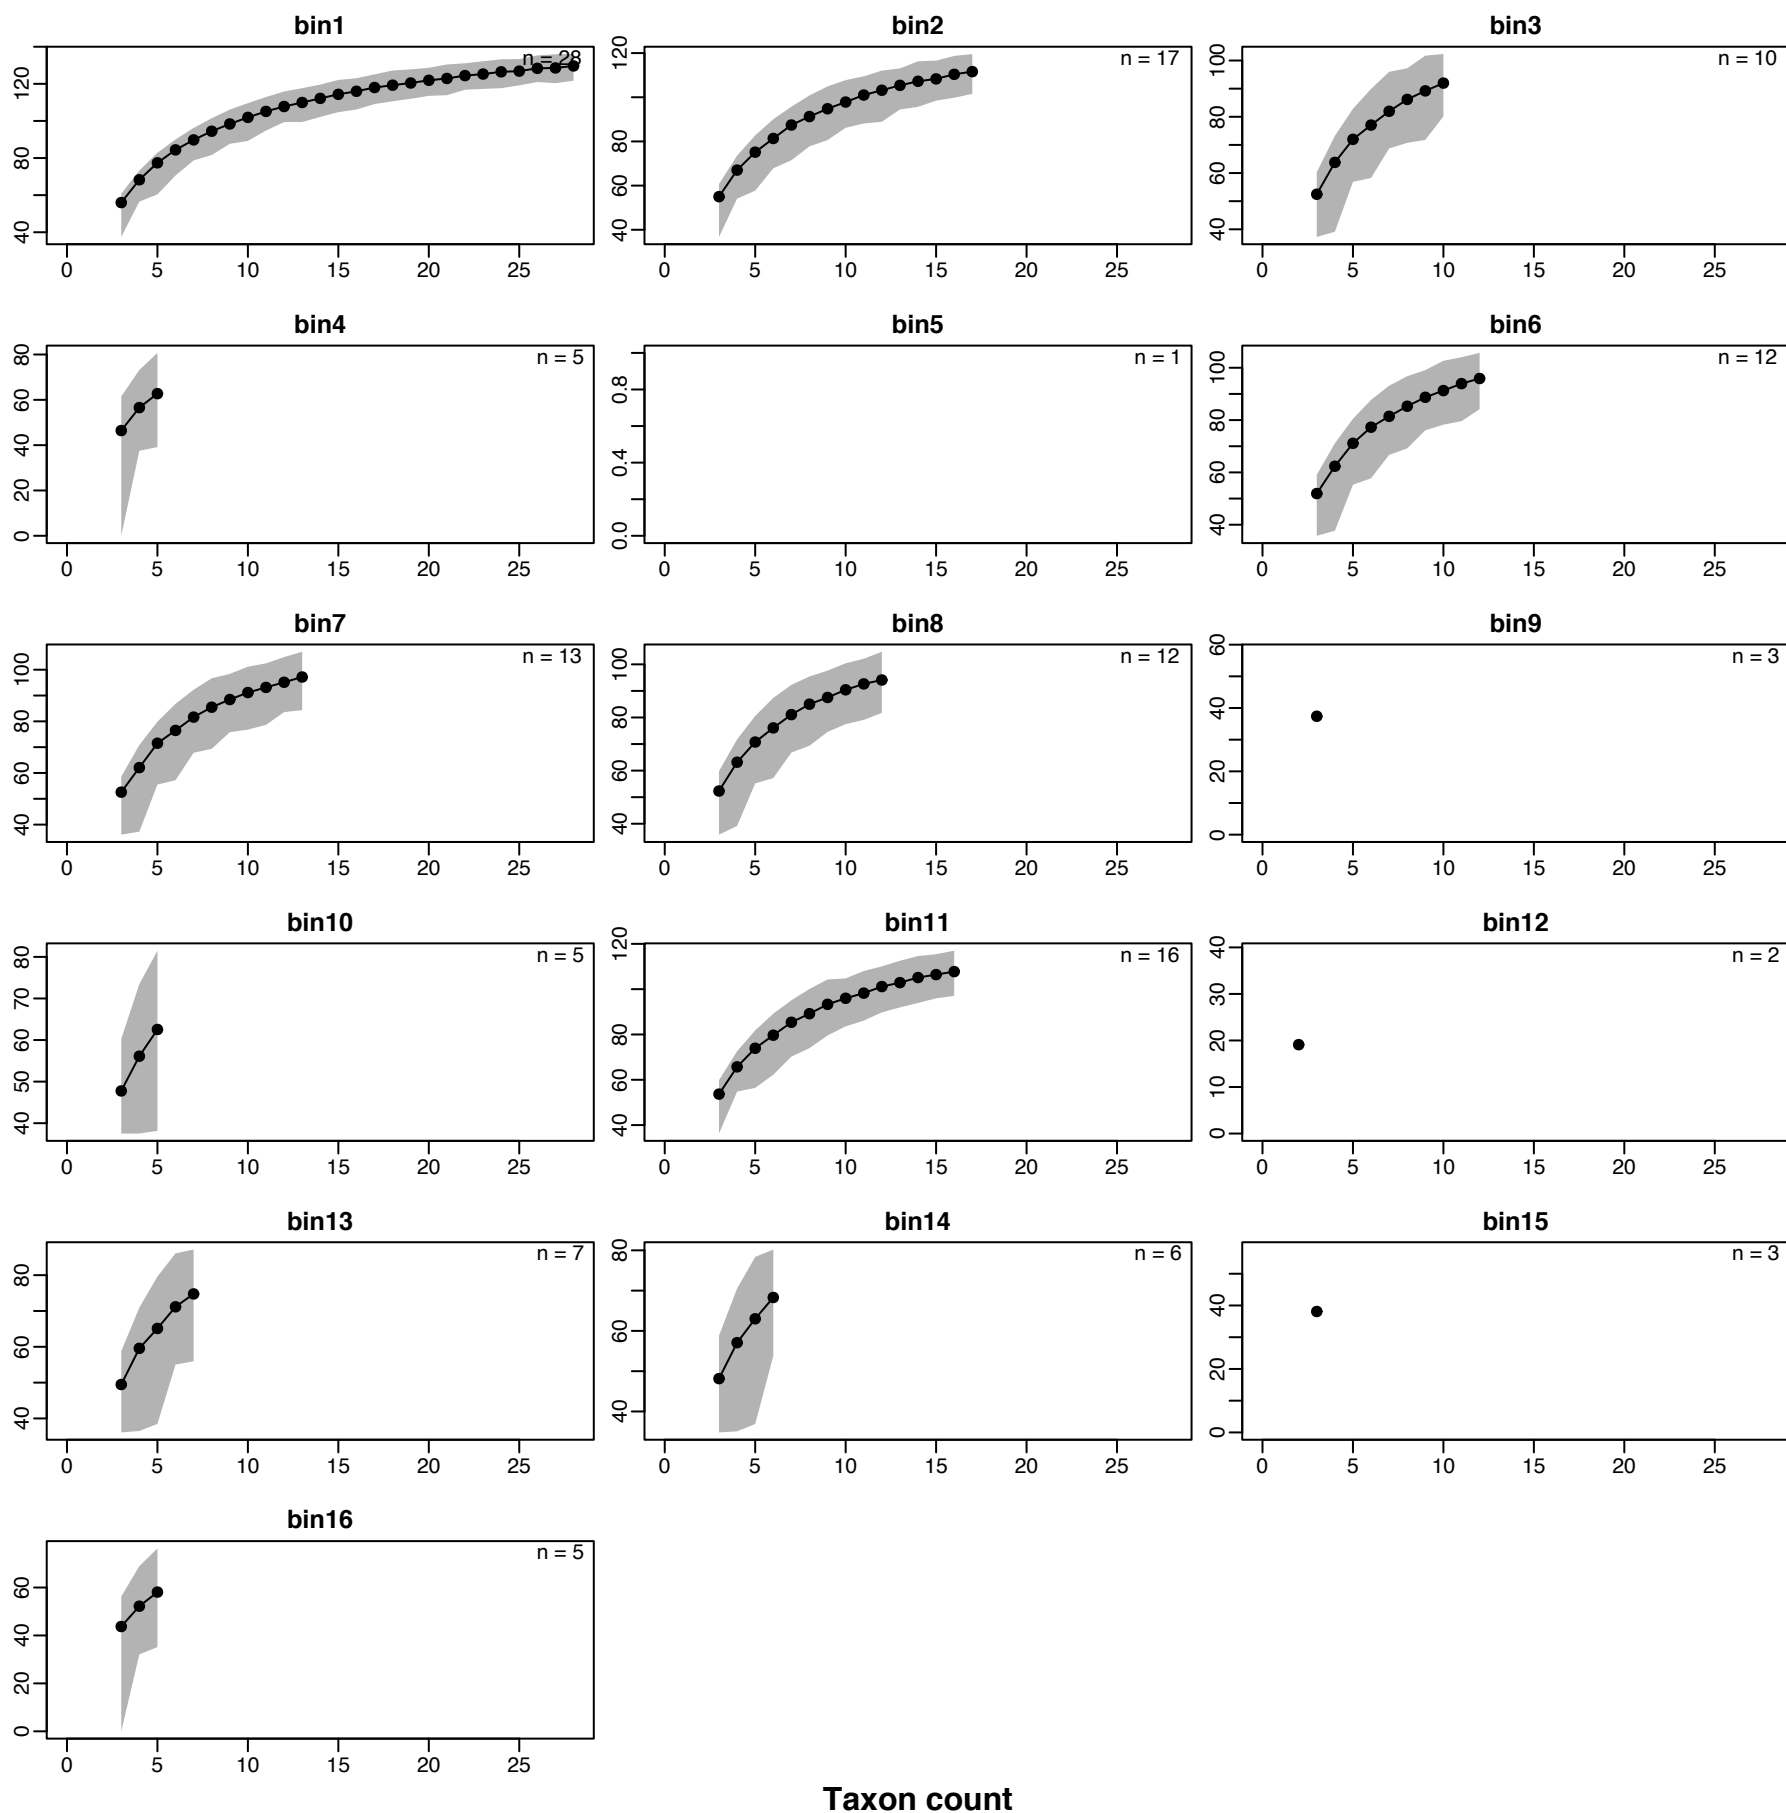 bin1
n = 28
40 80 120
0 5 10 15 20 25
bin2
n = 17
40 60 80 120
0 5 10 15 20 25
bin3
n = 10
40 60 80 100
0 5 10 15 20 25
bin4
n = 5
0 20 40 60 80
0 5 10 15 20 25
bin5
n = 1
0.0 0.4 0.8
0 5 10 15 20 25
bin6
n = 12
40 60 80 100
0 5 10 15 20 25
bin7
n = 13
40 60 80 100
0 5 10 15 20 25
bin8
n = 12
40 60 80 100
0 5 10 15 20 25
bin9
n = 3
0 20 40 60
0 5 10 15 20 25
bin10
n = 5
40 50 60 70 80
0 5 10 15 20 25
bin11
n = 16
40 60 80 120
0 5 10 15 20 25
bin12
n = 2
0 10 20 30 40
0 5 10 15 20 25
bin13
n = 7
40 60 80
0 5 10 15 20 25
bin14
n = 6
40 60 80
0 5 10 15 20 25
bin15
n = 3
0 20 40
0 5 10 15 20 25
bin16
n = 5
0 20 40 60
0 5 10 15 20 25
Taxon count